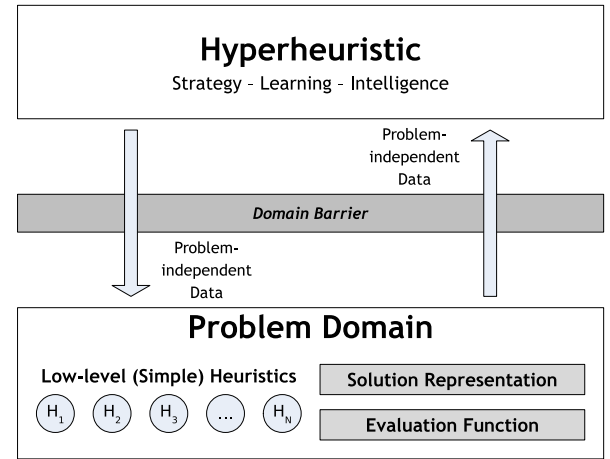 Hyperheuristic
Strategy – Learning – Intelligence
Problem-
independent
Data
Domain Barrier
Problem-
independent
Data
Problem Domain
Low-level (Simple) Heuristics
H1 H2 H3 ... HN
Solution Representation
Evaluation Function